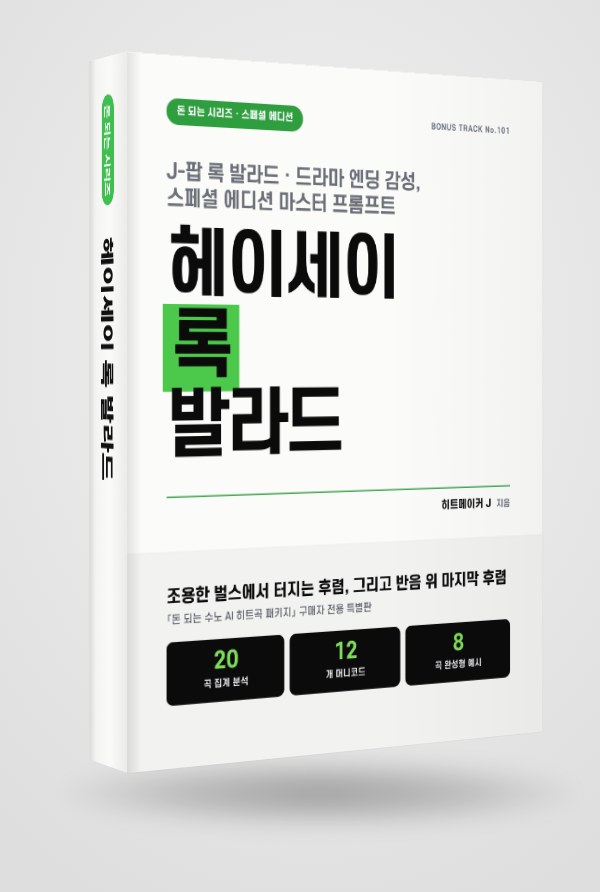 돈 되는 시리즈
헤이세이 록 발라드
돈 되는 시리즈 · 스페셜 에디션
BONUS TRACK No.101
J-팝 록 발라드 · 드라마 엔딩 감성,
스페셜 에디션 마스터 프롬프트
헤이세이
록
발라드
히트메이커 J 지음
조용한 벌스에서 터지는 후렴, 그리고 반음 위 마지막 후렴
『돈 되는 수노 AI 히트곡 패키지』 구매자 전용 특별판
20
곡 집계 분석
12
개 머니코드
8
곡 완성형 예시